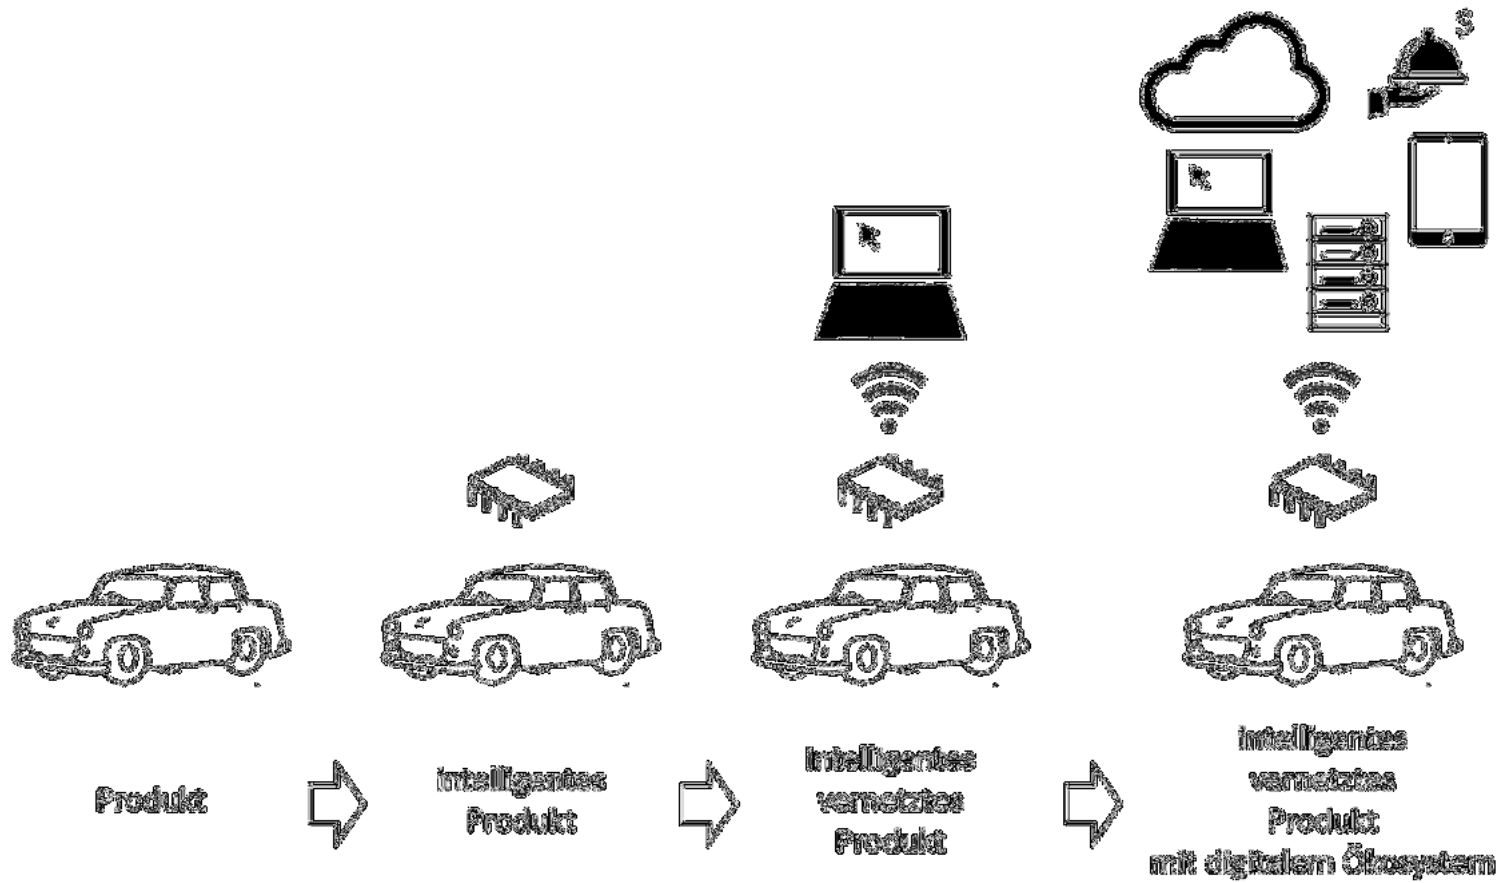 $
Produkt
Intelligentes
Produkt
Intelligentes
vernetztes
Produkt
Intelligentes
vernetztes
Produkt
mit digitalem Ökosystem